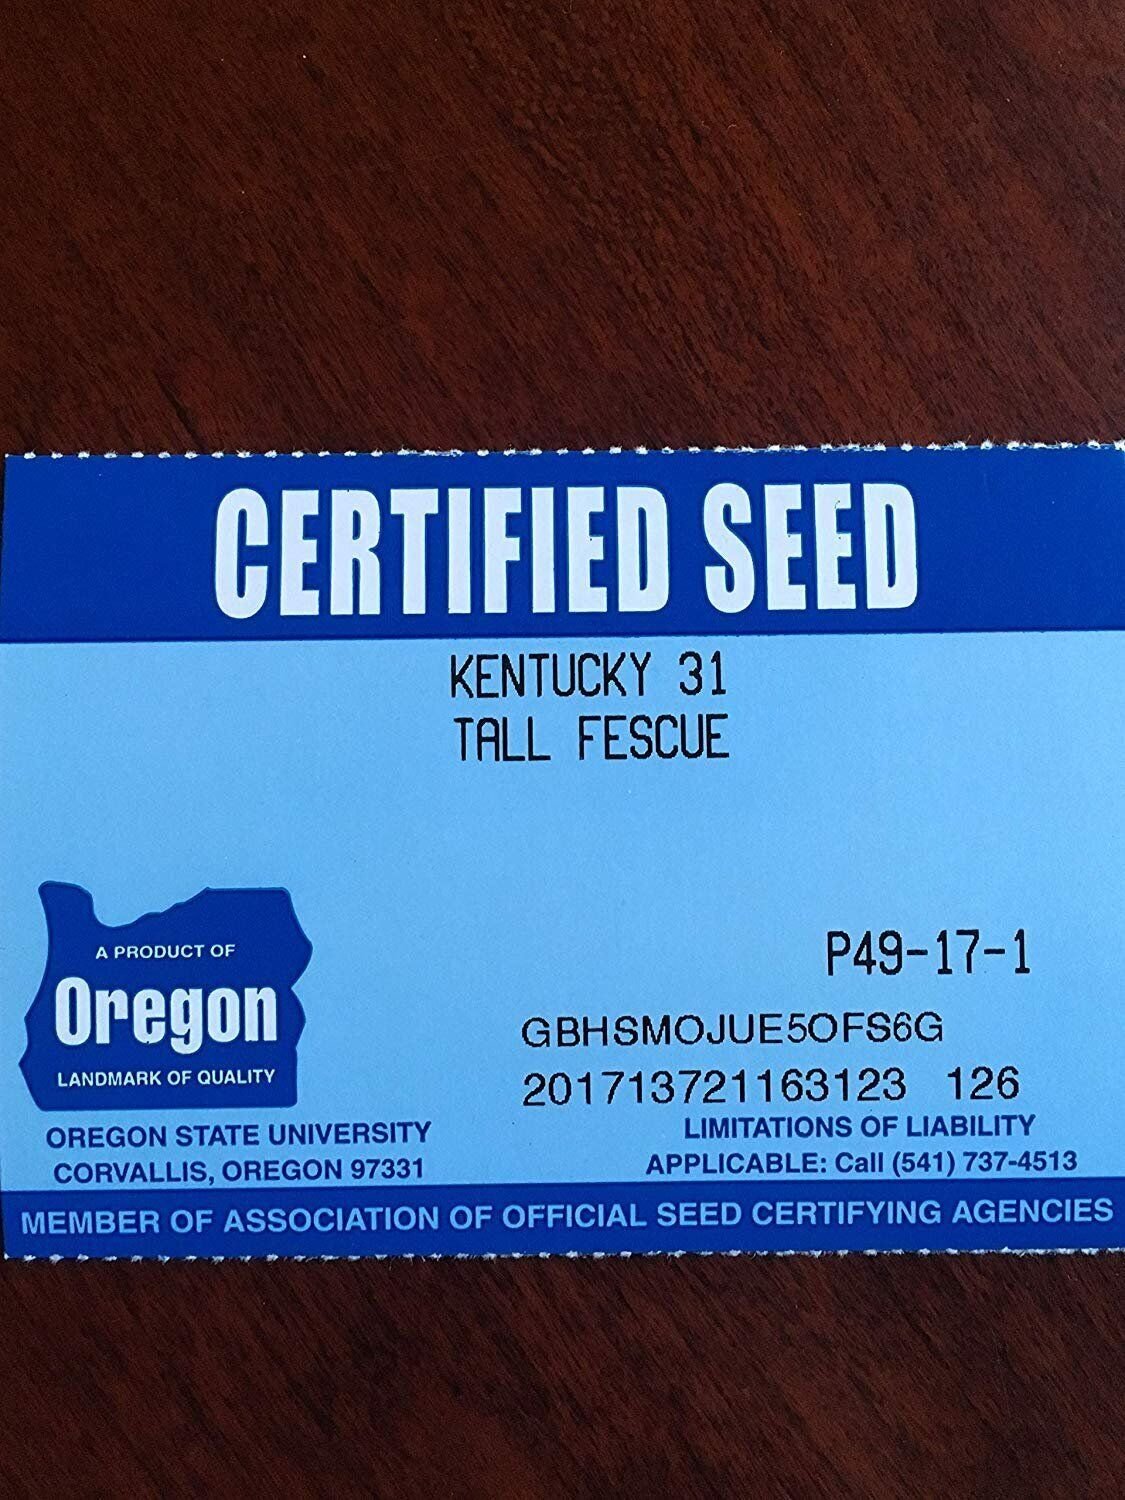 CERTIFIED SEED
KENTUCKY 31
TALL FESCUE
A PRODUCT OF
Oregon
LANDMARK OF QUALITY
OREGON STATE UNIVERSITY
CORVALLIS, OREGON 97331
P49-17-1
GBHSMOJUE5OFS6G
201713721163123 126
LIMITATIONS OF LIABILITY
APPLICABLE: Call (541) 737-4513
MEMBER OF ASSOCIATION OF OFFICIAL SEED CERTIFYING AGENCIES